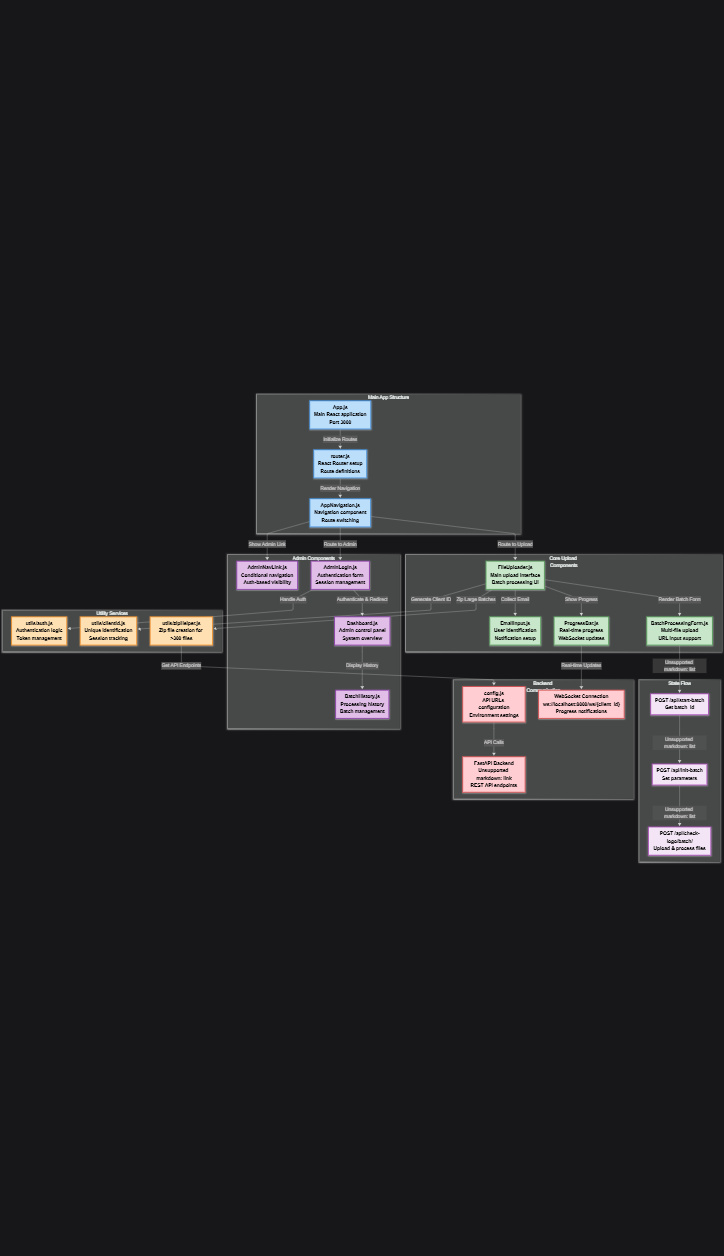 Main App Structure
App.js
Main React application
Port 3000
Initialize Routes
router.js
React Router setup
Route definitions
Render Navigation
AppNavigation.js
Navigation component
Route switching
Show Admin Link
Route to Admin
Route to Upload
Admin Components
AdminNavLink.js
Conditional navigation
Auth-based visibility
AdminLogin.js
Authentication form
Session management
Core Upload
Components
FileUploader.js
Main upload interface
Batch processing UI
Handle Auth
Authenticate & Redirect
Generate Client ID
Zip Large Batches
Collect Email
Show Progress
Render Batch Form
Utility Services
utils/auth.js
Authentication logic
Token management
utils/clientId.js
Unique identification
Session tracking
utils/zipHelper.js
Zip file creation for
>300 files
Dashboard.js
Admin control panel
System overview
EmailInput.js
User identification
Notification setup
ProgressBar.js
Real-time progress
WebSocket updates
BatchProcessingForm.js
Multi-file upload
URL input support
Get API Endpoints
Display History
Real-time Updates
Unsupported
markdown: list
BatchHistory.js
Processing history
Batch management
Backend
config.js
API URLs
configuration
Environment settings
WebSocket Connection
ws://localhost:8000/ws/{client_id}
Progress notifications
API Calls
FastAPI Backend
Unsupported
markdown: link
REST API endpoints
State Flow
POST /api/start-batch
Get batch_id
Unsupported
markdown: list
POST /api/init-batch
Set parameters
Unsupported
markdown: list
POST /api/check-
logo/batch/
Upload & process files